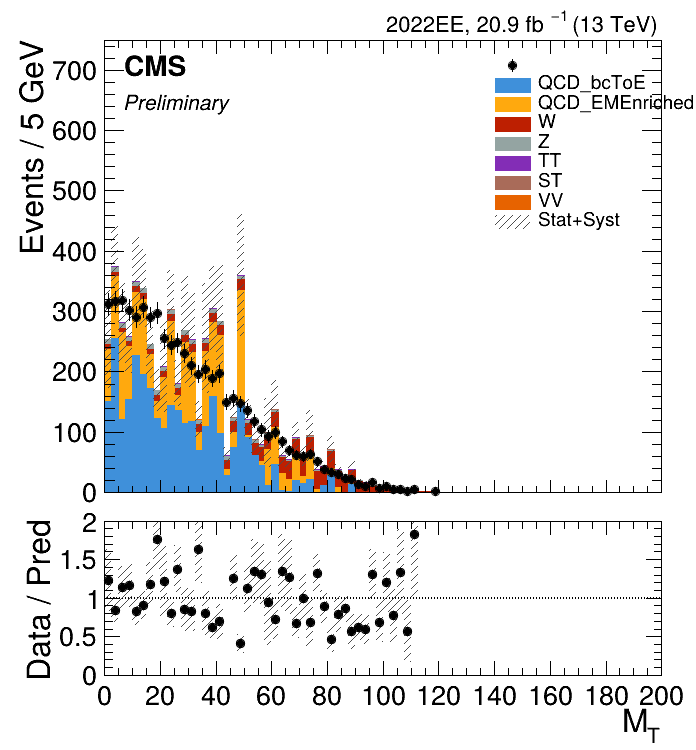 2022EE, 20.9 fb ⁻¹ (13 TeV)
CMS
Preliminary
QCD_bcToE
QCD_EMEnriched
W
Z
TT
ST
VV
Stat+Syst
Events / 5 GeV
700
600
500
400
300
200
100
0
Data / Pred
2
1.5
1
0.5
0
0 20 40 60 80 100 120 140 160 180 200
M_T